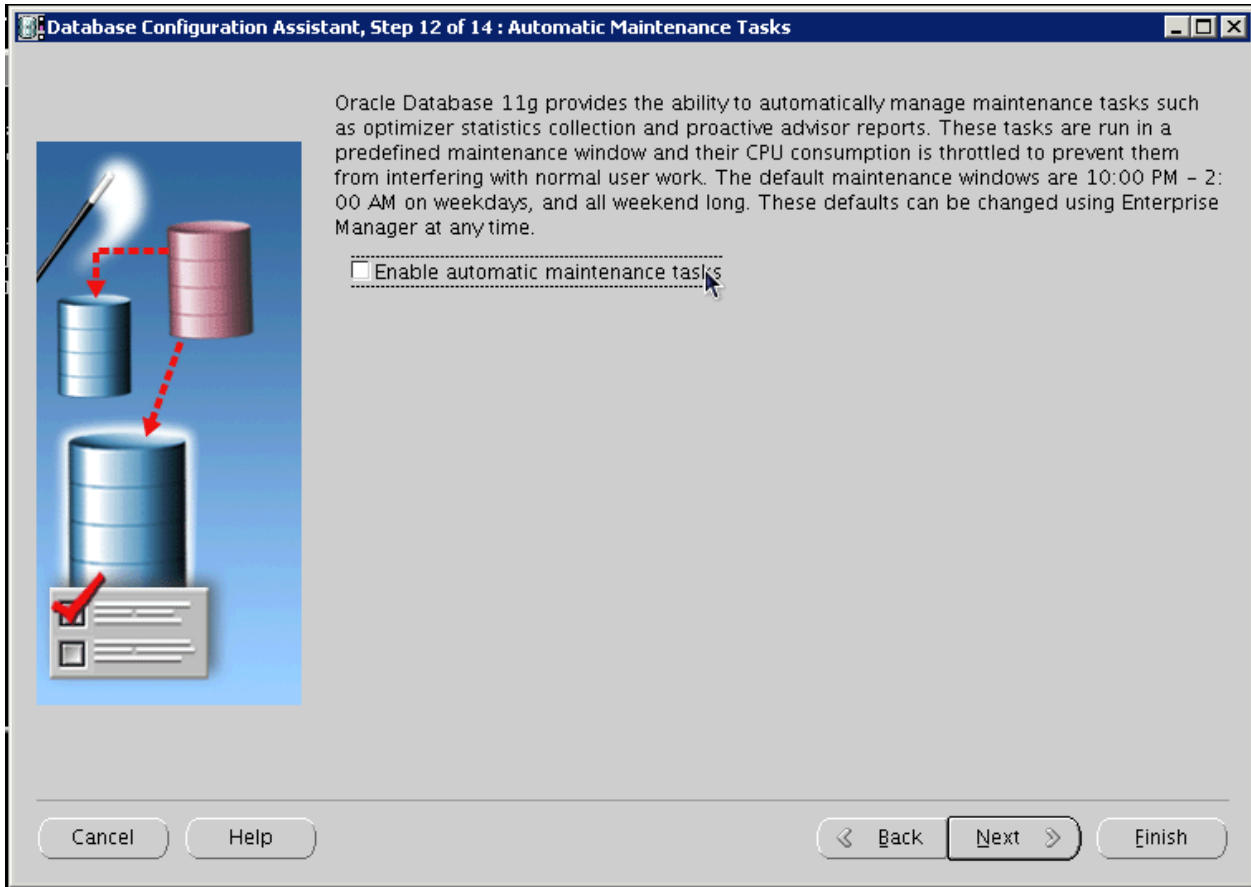 Database Configuration Assistant, Step 12 of 14 : Automatic Maintenance Tasks
Oracle Database 11g provides the ability to automatically manage maintenance tasks such
as optimizer statistics collection and proactive advisor reports. These tasks are run in a
predefined maintenance window and their CPU consumption is throttled to prevent them
from interfering with normal user work. The default maintenance windows are 10:00 PM – 2:
00 AM on weekdays, and all weekend long. These defaults can be changed using Enterprise
Manager at any time.
Enable automatic maintenance tasks
Cancel
Help
Back
Next
Finish